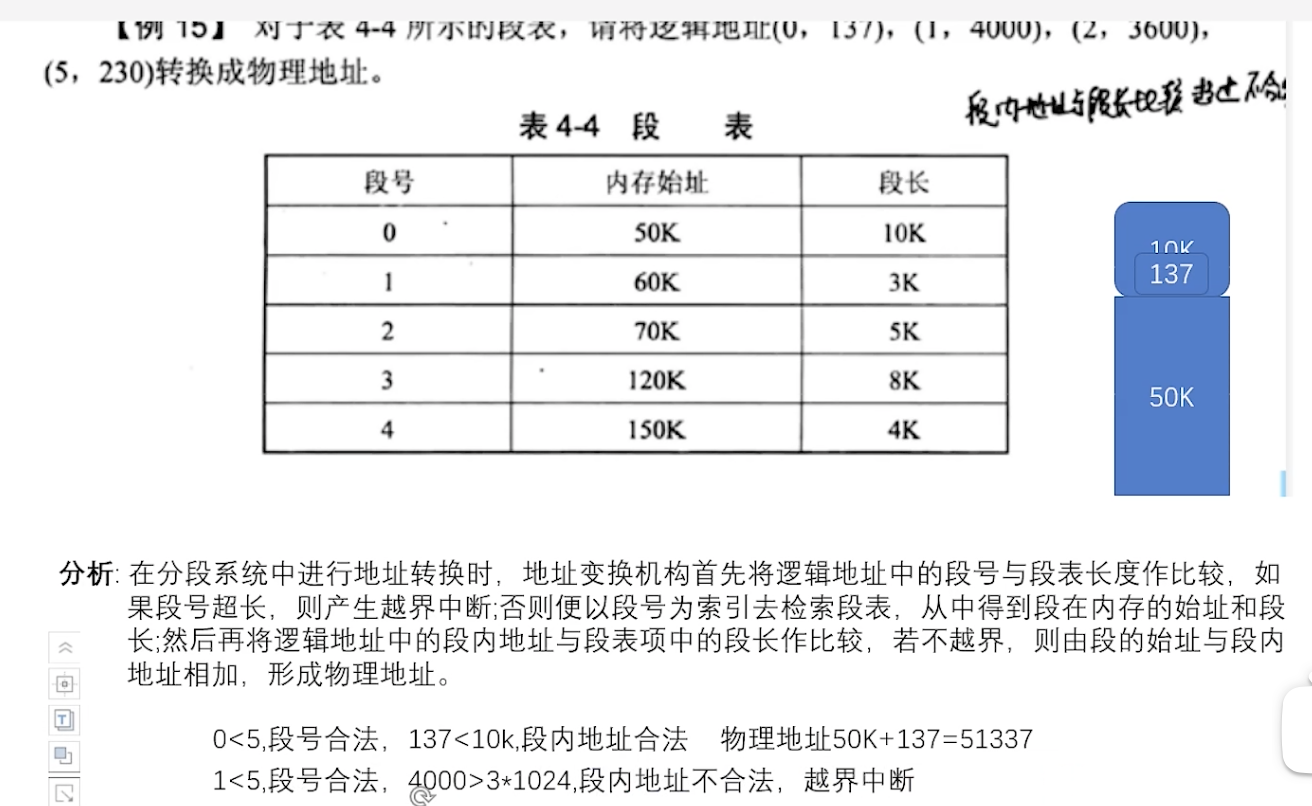 【例 15】 对于表 4-4 所示的段表，请将逻辑地址(0，137)，(1，4000)，(2，3600)，
(5，230)转换成物理地址。
段内地址与段长比较 当过不合
表 4-4 段 表
段号 内存始址 段长
0 50K 10K
1 60K 3K
2 70K 5K
3 120K 8K
4 150K 4K
10K
137
50K
分析: 在分段系统中进行地址转换时，地址变换机构首先将逻辑地址中的段号与段表长度作比较，如
果段号超长，则产生越界中断;否则便以段号为索引去检索段表，从中得到段在内存的始址和段
长;然后再将逻辑地址中的段内地址与段表项中的段长作比较，若不越界，则由段的始址与段内
地址相加，形成物理地址。
0<5,段号合法，137<10k,段内地址合法 物理地址50K+137=51337
1<5,段号合法，4000>3*1024,段内地址不合法，越界中断